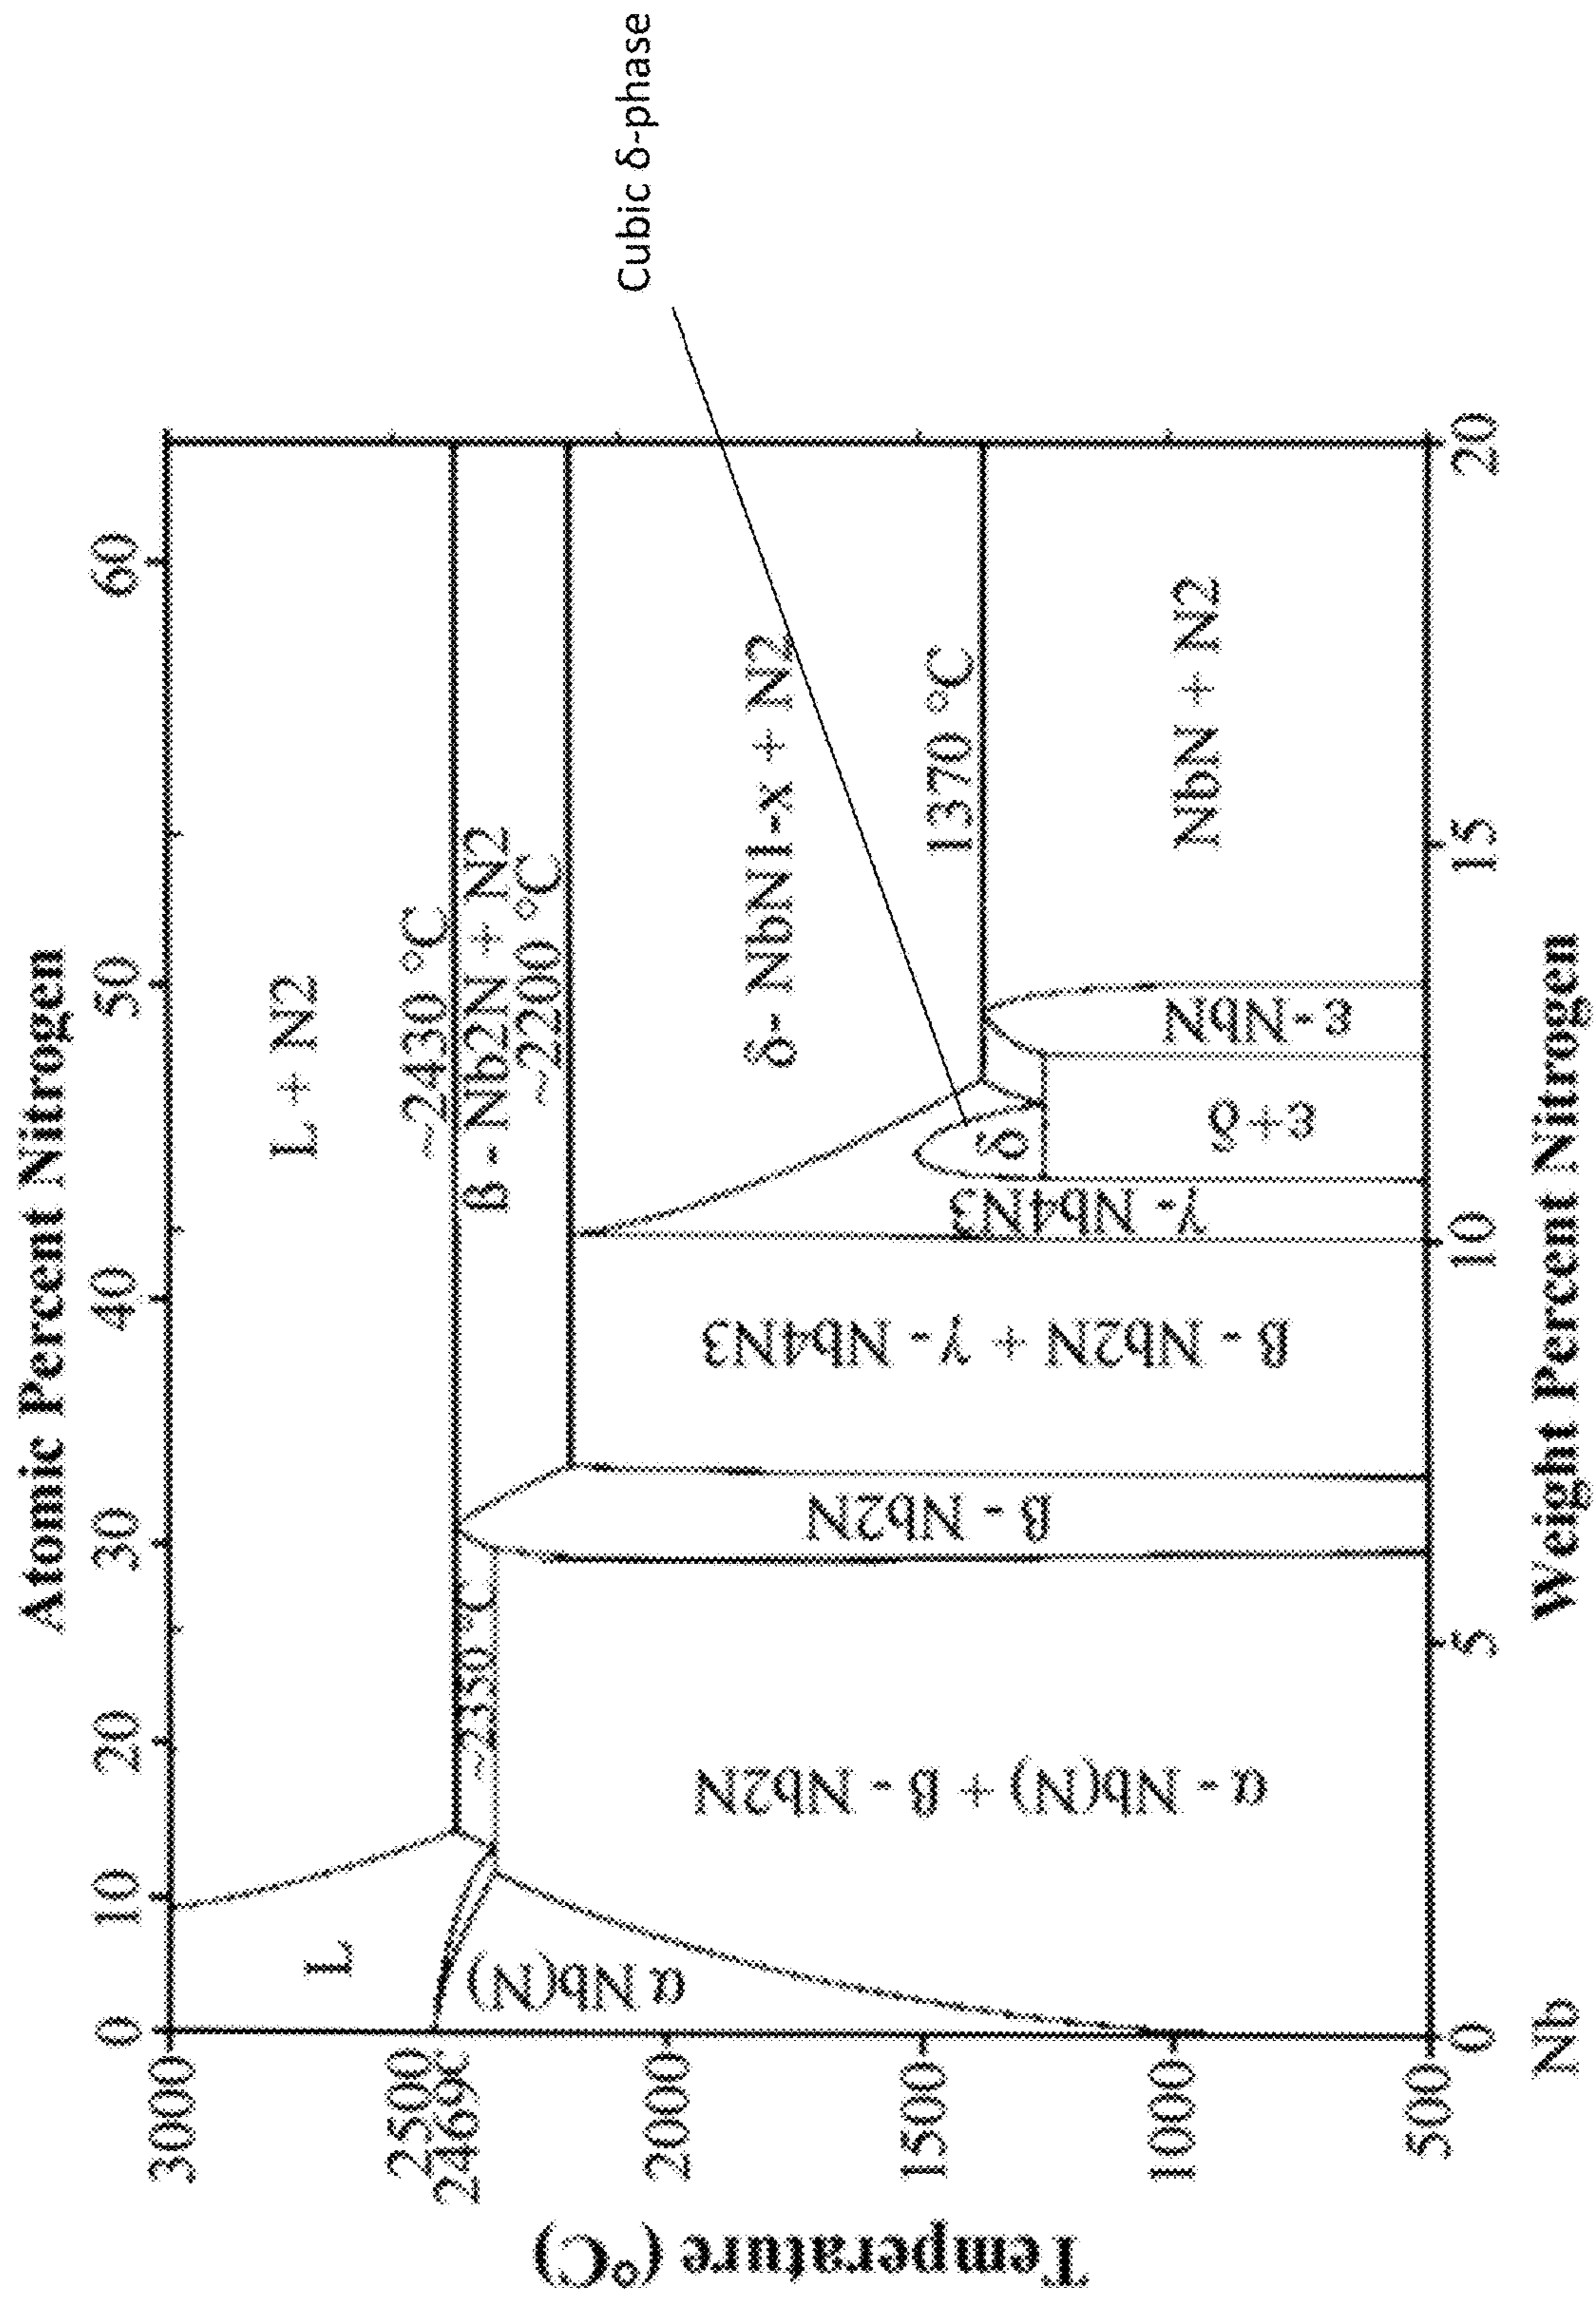 Atomic Percent Nitrogen
0
10
20
30
40
50
60
3000
2500
2469°C
2000
1500
1000
500
Temperature (°C)
L
L + N2
~2430 °C
β - Nb2N + N2
~2200 °C
~2350 °C
α Nb(N)
α - Nb(N) + β - Nb2N
β - Nb2N
β - Nb2N + γ - Nb4N3
γ - Nb4N3
δ
δ- NbN1-x + N2
1370 °C
ε+δ
ε-NbN
NbN + N2
Cubic δ-phase
0
5
10
15
20
Nb
Weight Percent Nitrogen